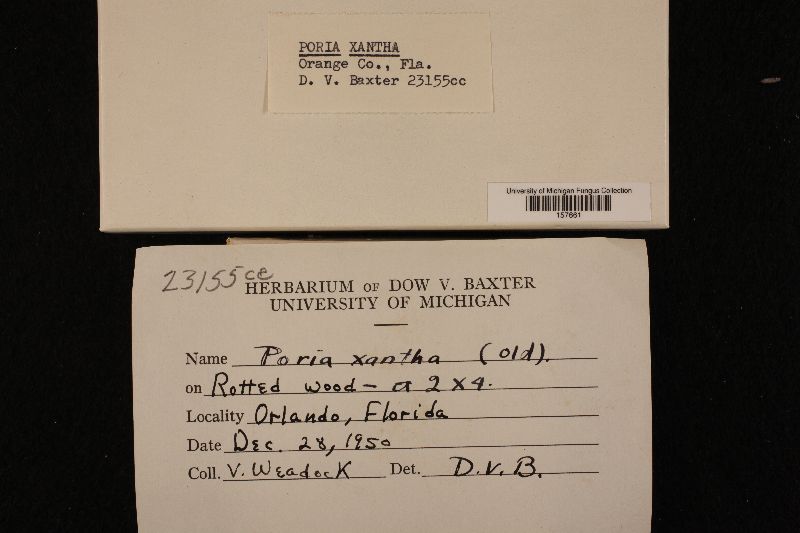 PORIA XANTHA
Orange Co., Fla.
D. V. Baxter 23155cc
University of Michigan Fungus Collection
157661
23155cc
HERBARIUM OF DOW V. BAXTER
UNIVERSITY OF MICHIGAN
Name Poria xantha (old).
on Rotted wood - a 2 x 4.
Locality Orlando, Florida
Date Dec. 28, 1950
Coll. V. Weadock Det. D.V.B.